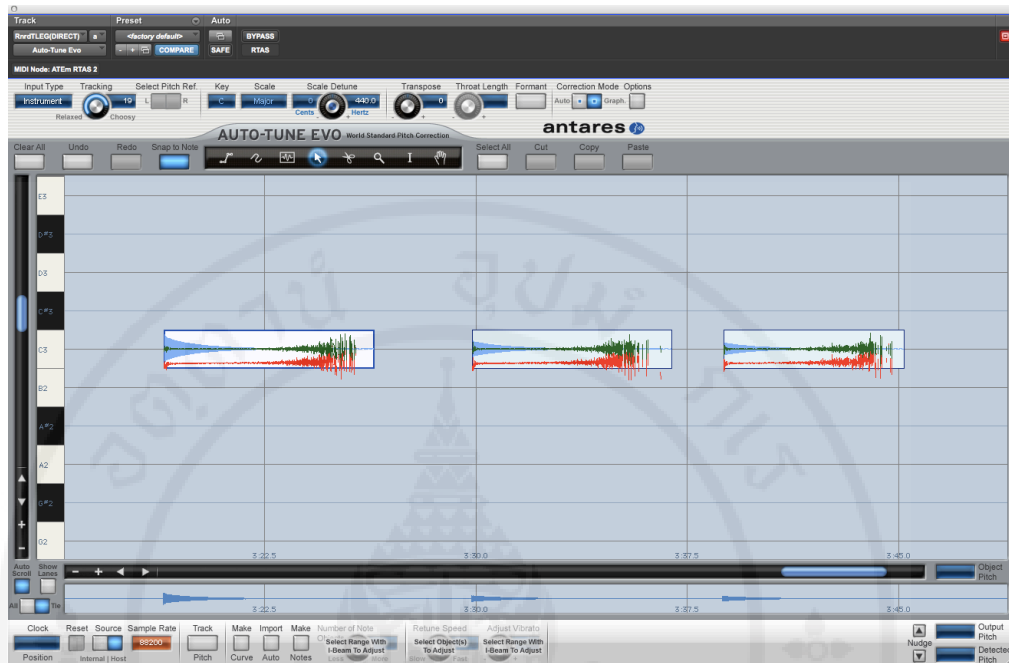 Track Preset Auto
RnrdTLEG(DIRECT) a <factory default> BYPASS
Auto-Tune Evo - + COMPARE SAFE RTAS
MIDI Node: ATEm RTAS 2
Input Type Tracking Select Pitch Ref. Key Scale Scale Detune Transpose Throat Length Formant Correction Mode Options
Instrument 19 L R C Major 0 440.0 0 Auto Graph.
Relaxed Choosy Cents Hertz - + - +
AUTO-TUNE EVO World Standard Pitch Correction antares
Clear All Undo Redo Snap to Note Select All Cut Copy Paste
E3
D#3
D3
C#3
C3
B2
A#2
A2
G#2
G2
3:22.5 3:30.0 3:37.5 3:45.0
Auto Scroll Show Lanes Object Pitch
All Tie
3:22.5 3:30.0 3:37.5 3:45.0
Clock Reset Source Sample Rate Track Make Import Make Number of Note Retune Speed Adjust Vibrato Output Pitch
88200 Select Range With I-Beam To Adjust Select Object(s) To Adjust Select Range With I-Beam To Adjust Nudge
Position Internal | Host Pitch Curve Auto Notes Detected Pitch